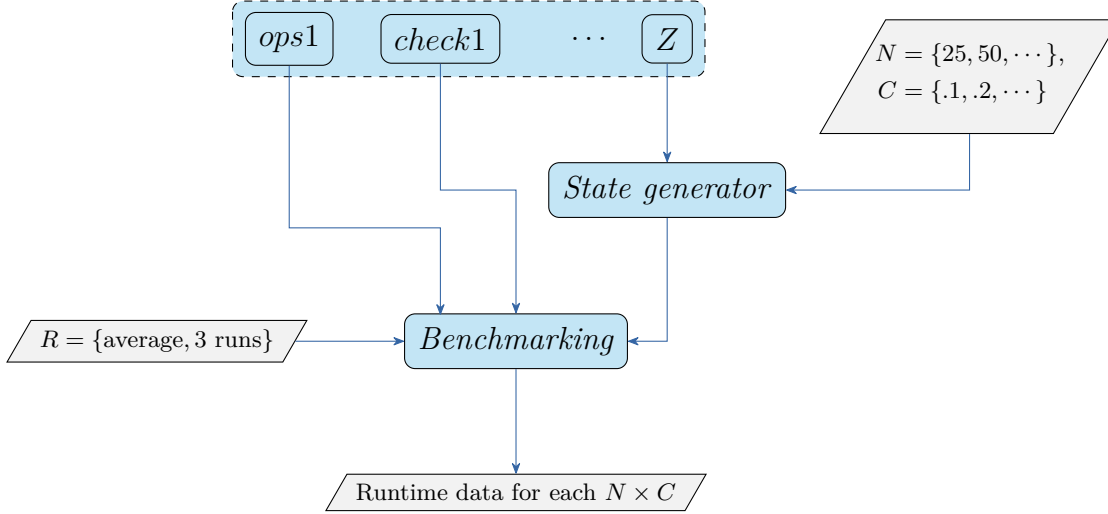 ops1 check1 ⋯ Z
N = {25, 50, ⋯ },
C = {.1, .2, ⋯ }
State generator
R = {average, 3 runs}
Benchmarking
Runtime data for each N × C